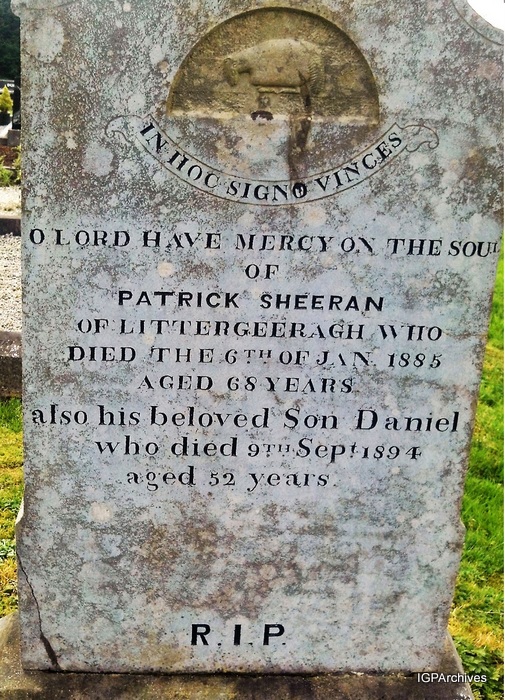 IN HOC SIGNO VINCES
O LORD HAVE MERCY ON THE SOUL
OF
PATRICK SHEERAN
OF LITTERGEERAGH WHO
DIED THE 6TH OF JAN. 1885
AGED 68 YEARS
also his beloved Son Daniel
who died 9TH Sept. 1894
aged 52 years.
R.I.P.
IGPArchives